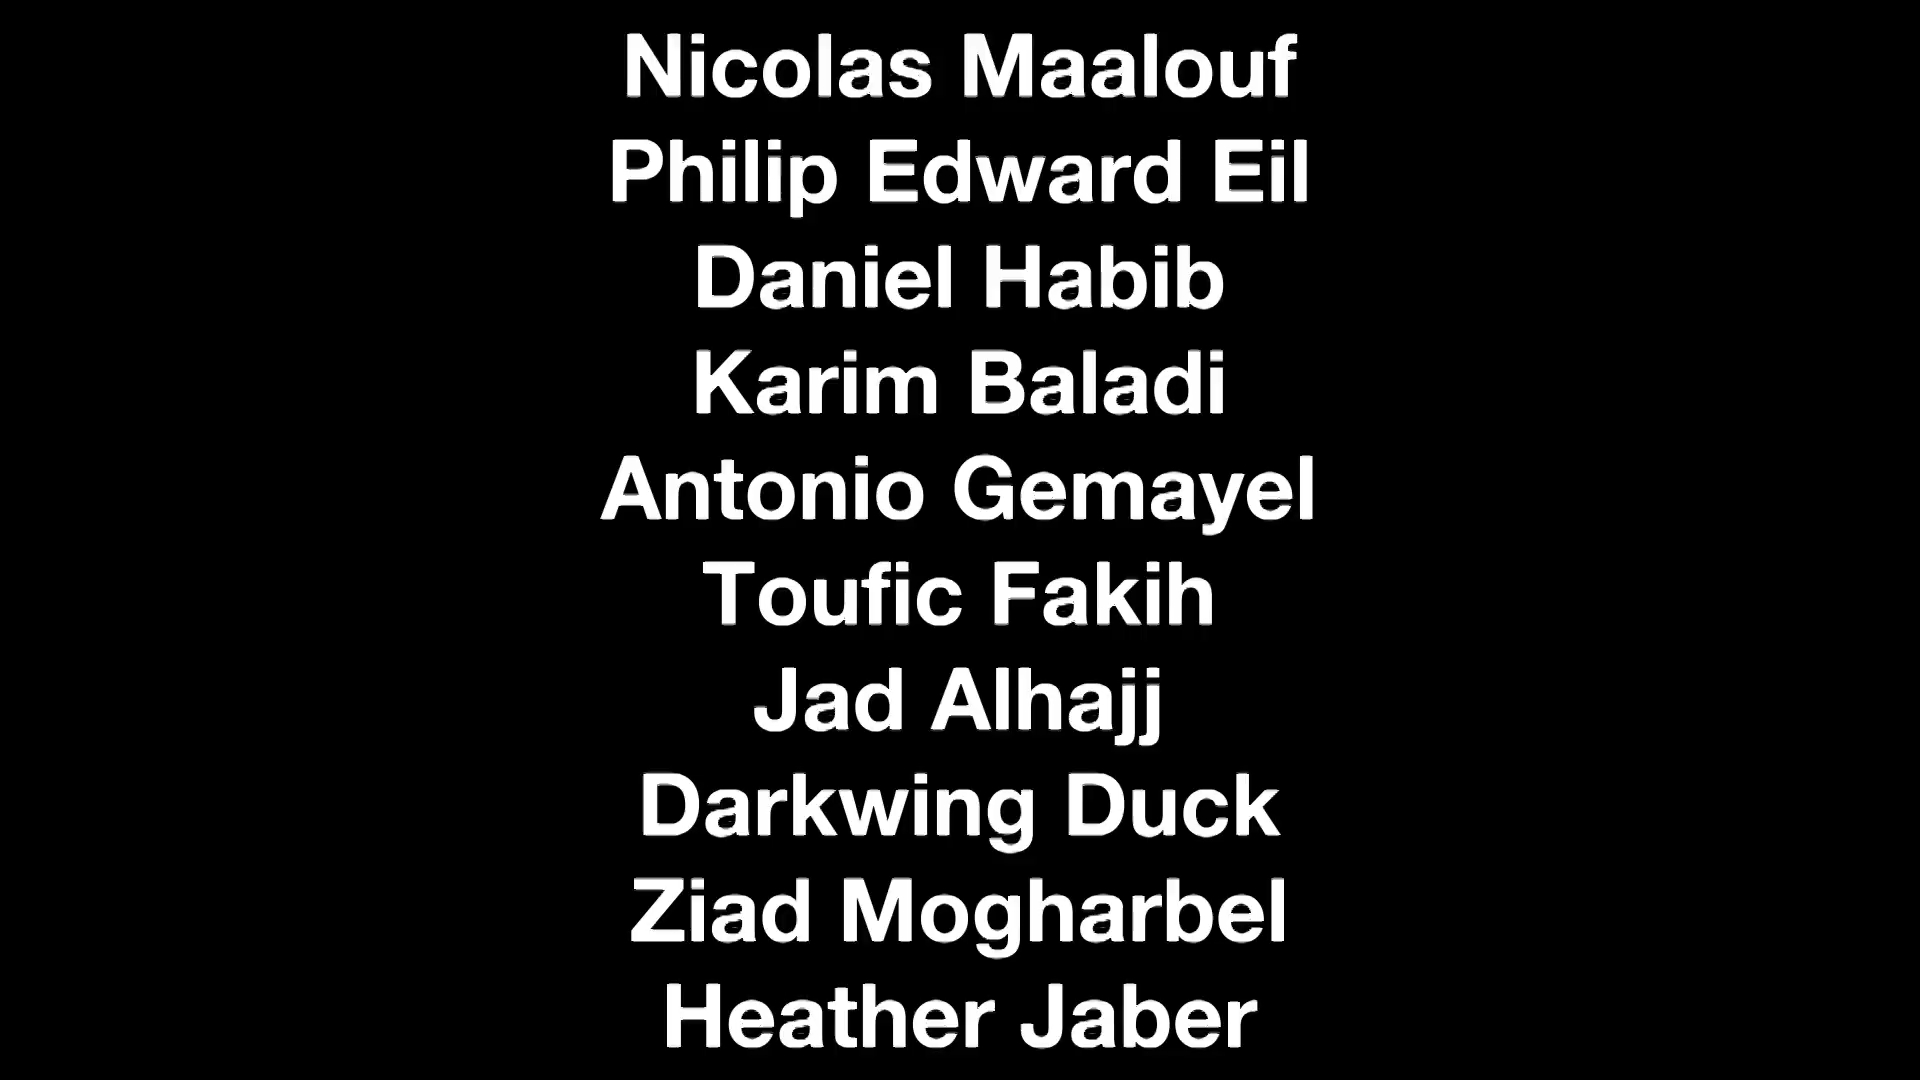 Nicolas Maalouf
Philip Edward Eil
Daniel Habib
Karim Baladi
Antonio Gemayel
Toufic Fakih
Jad Alhajj
Darkwing Duck
Ziad Mogharbel
Heather Jaber